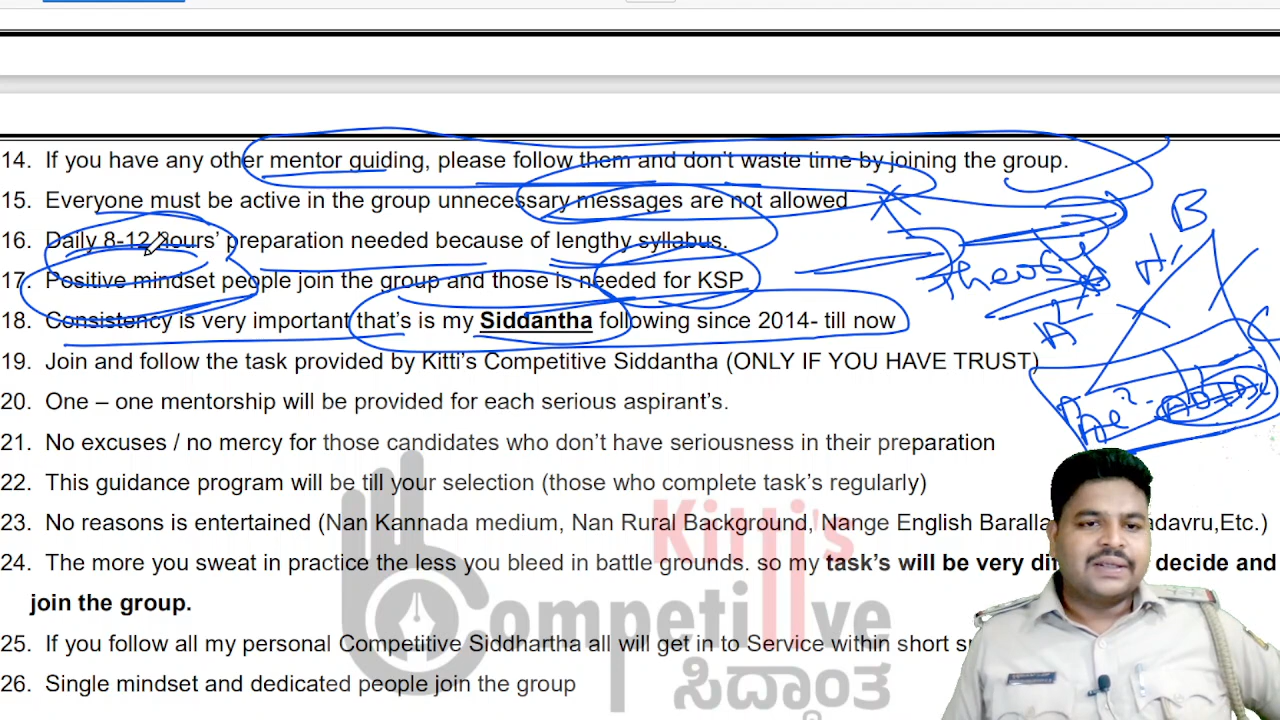 14. If you have any other mentor guiding, please follow them and don't waste time by joining the group.
15. Everyone must be active in the group unnecessary messages are not allowed
16. Daily 8-12 hours' preparation needed because of lengthy syllabus.
17. Positive mindset people join the group and those is needed for KSP
18. Consistency is very important that's is my Siddantha following since 2014- till now
19. Join and follow the task provided by Kitti's Competitive Siddantha (ONLY IF YOU HAVE TRUST)
20. One – one mentorship will be provided for each serious aspirant's.
21. No excuses / no mercy for those candidates who don't have seriousness in their preparation
22. This guidance program will be till your selection (those who complete task's regularly)
23. No reasons is entertained (Nan Kannada medium, Nan Rural Background, Nange English Baralla adavru,Etc.)
24. The more you sweat in practice the less you bleed in battle grounds. so my task's will be very decide and
join the group.
25. If you follow all my personal Competitive Siddhartha all will get in to Service within short
26. Single mindset and dedicated people join the group
Theory
A
A
B
C
Kitti's
Competitive
ಸಿದ್ಧಾಂತ